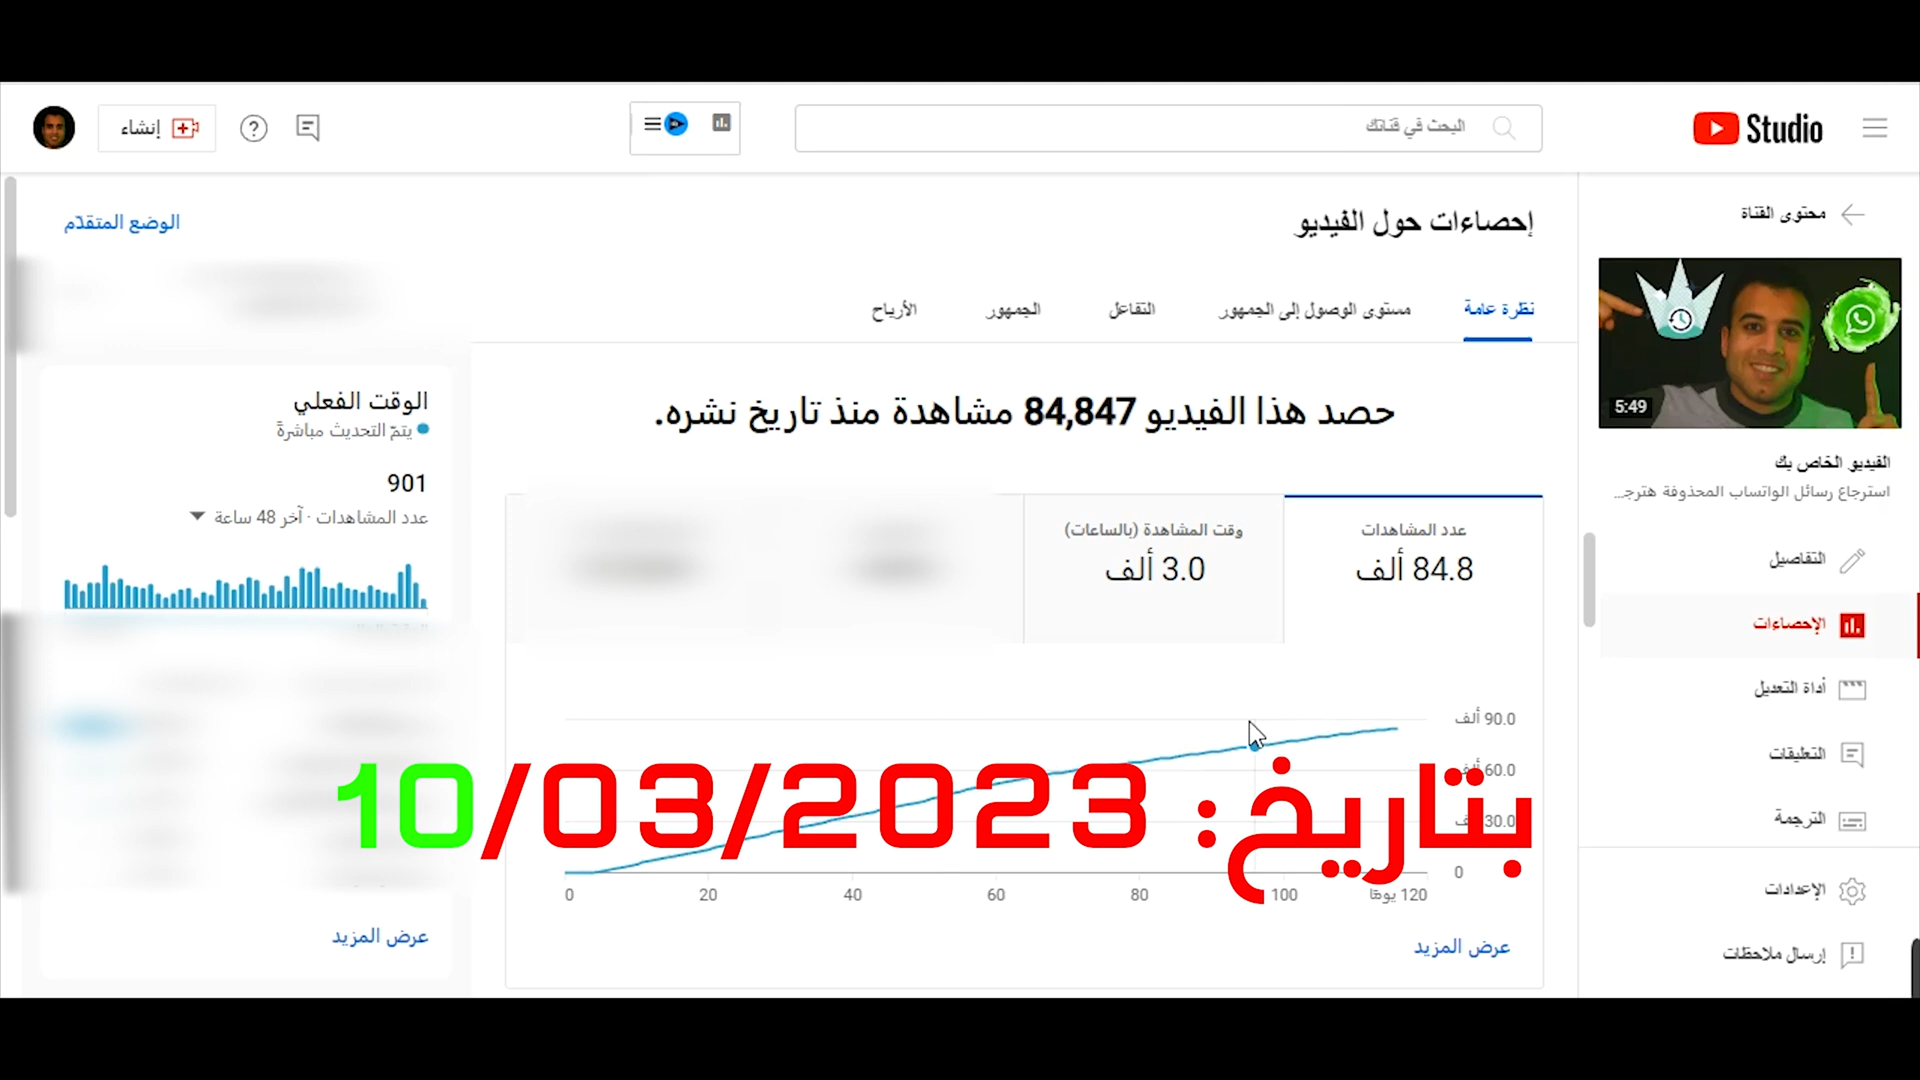 Studio
البحث في قناتك
إنشاء
محتوى القناة
5:49
الفيديو الخاص بك
استرجاع رسائل الواتساب المحذوفة هترجـ...
التفاصيل
الإحصاءات
أداة التعديل
التعليقات
الترجمة
الإعدادات
إرسال ملاحظات
إحصاءات حول الفيديو
الوضع المتقدّم
نظرة عامة
مستوى الوصول إلى الجمهور
التفاعل
الجمهور
الأرباح
حصد هذا الفيديو 84,847 مشاهدة منذ تاريخ نشره.
عدد المشاهدات
84.8 ألف
وقت المشاهدة (بالساعات)
3.0 ألف
90.0 ألف
60.0 ألف
30.0
0
0 20 40 60 80 100 120 يومًا
بتاريخ: 10/03/2023
عرض المزيد
الوقت الفعلي
يتمّ التحديث مباشرةً
901
عدد المشاهدات · آخر 48 ساعة
عرض المزيد